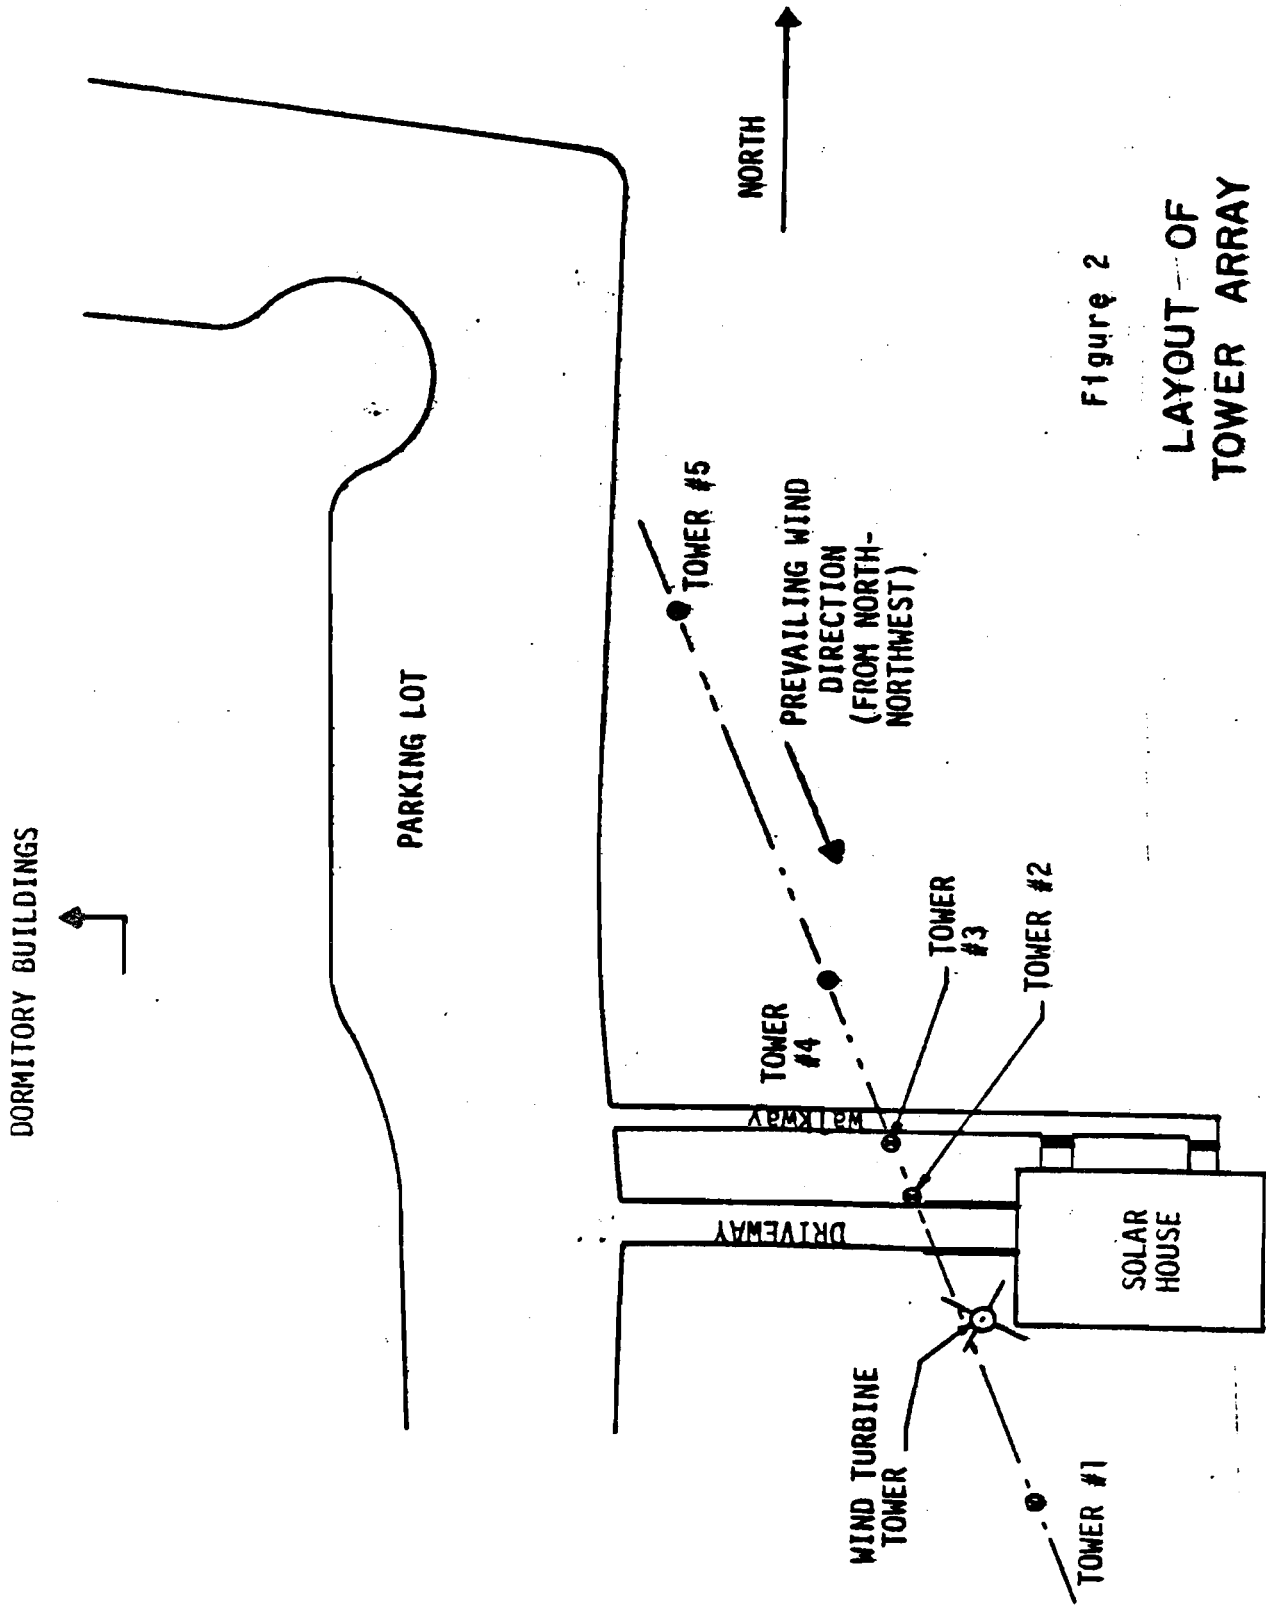 DORMITORY BUILDINGS
PARKING LOT
NORTH
TOWER #5
PREVAILING WIND
DIRECTION
(FROM NORTH-
NORTHWEST)
TOWER
#4
TOWER
#3
TOWER #2
Walkway
DRIVEWAY
SOLAR
HOUSE
WIND TURBINE
TOWER
TOWER #1
Figure 2
LAYOUT OF
TOWER ARRAY